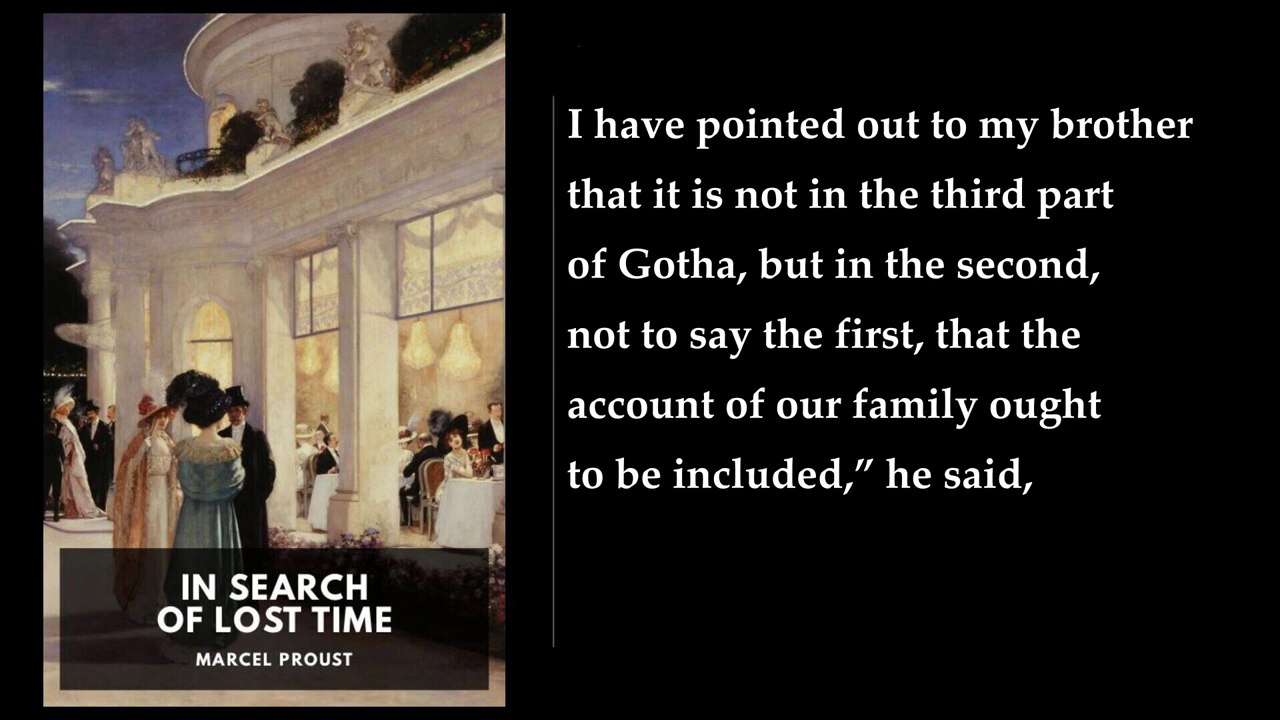 IN SEARCH
OF LOST TIME
MARCEL PROUST
I have pointed out to my brother
that it is not in the third part
of Gotha, but in the second,
not to say the first, that the
account of our family ought
to be included,” he said,